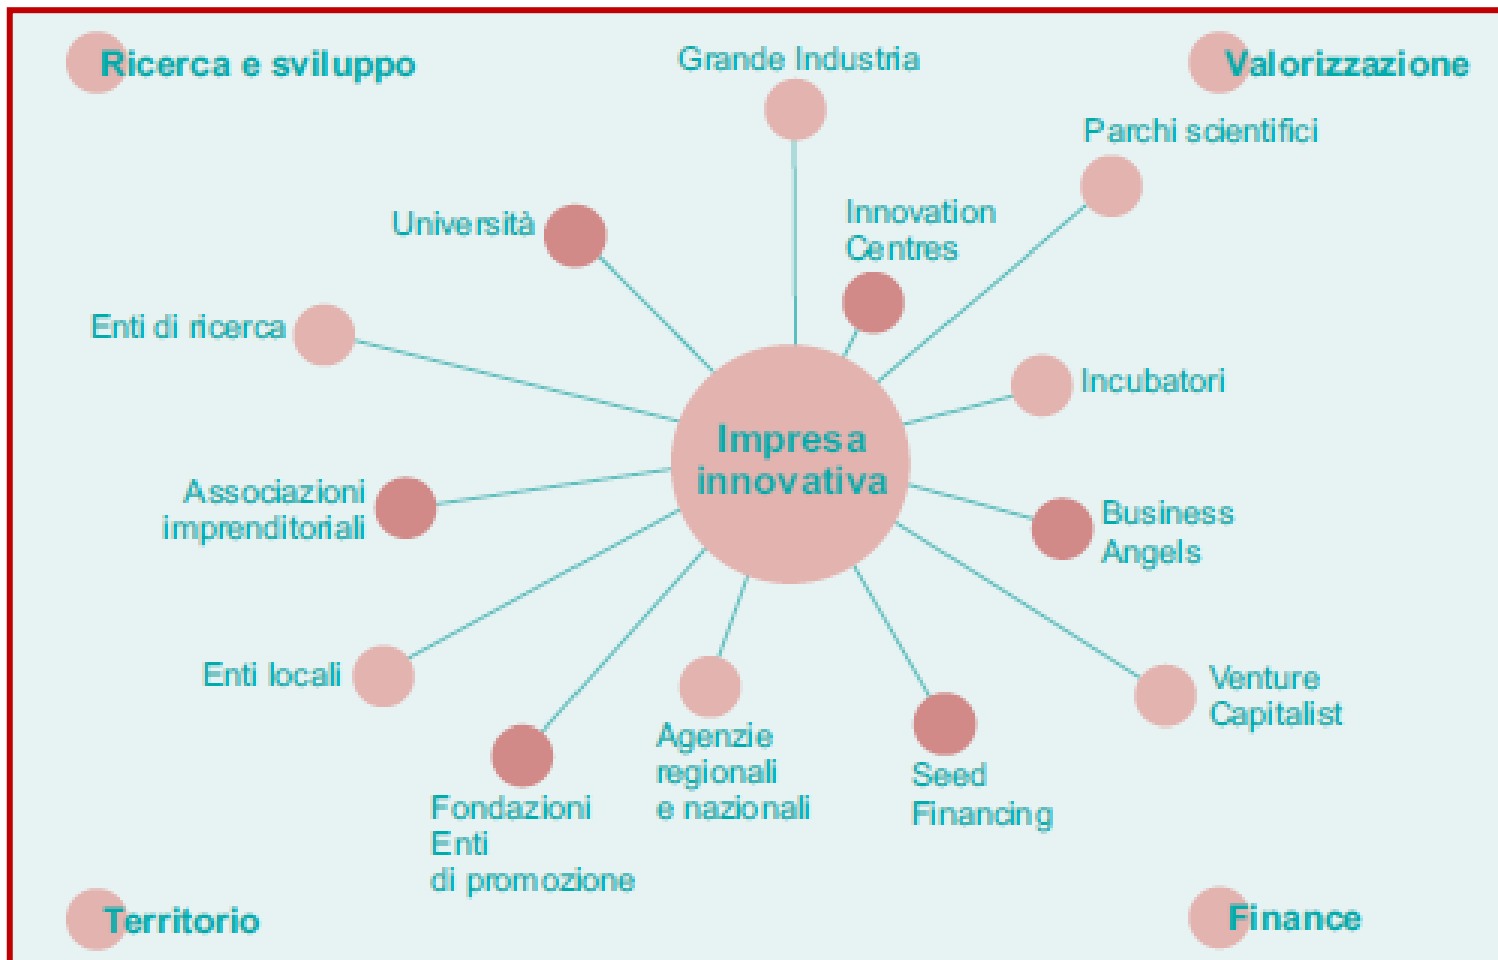 Ricerca e sviluppo
Grande Industria
Valorizzazione
Parchi scientifici
Università
Innovation
Centres
Enti di ricerca
Incubatori
Impresa
innovativa
Associazioni
imprenditoriali
Business
Angels
Enti locali
Venture
Capitalist
Agenzie
regionali
e nazionali
Seed
Financing
Fondazioni
Enti
di promozione
Territorio
Finance